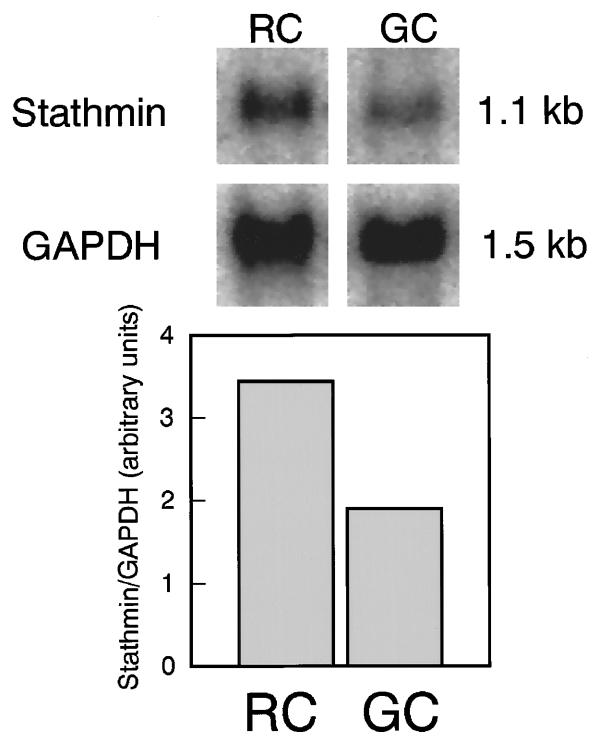 RC GC
Stathmin 1.1 kb
GAPDH 1.5 kb
Stathmin/GAPDH (arbitrary units)
4
3
2
1
0
RC GC